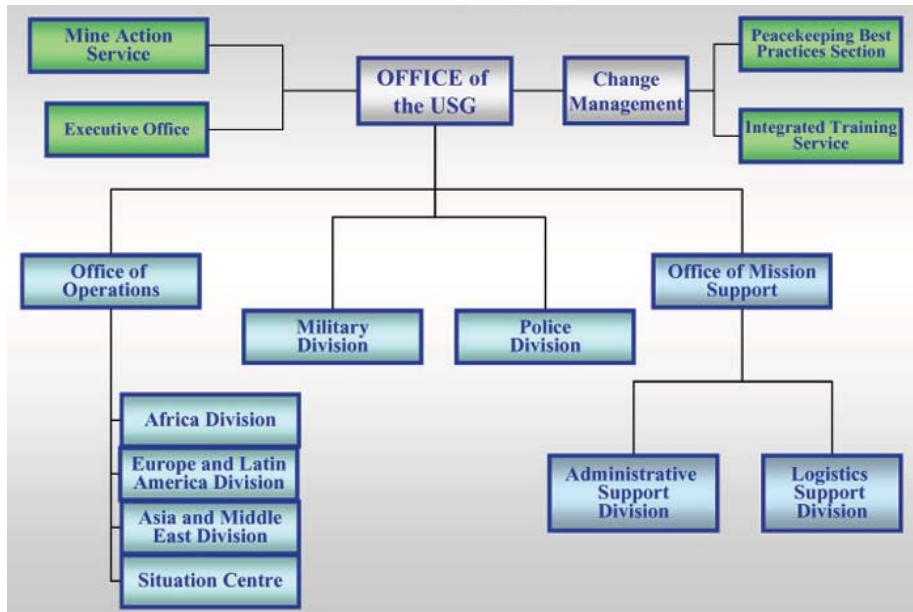 Mine Action
Service
Executive Office
OFFICE of
the USG
Change
Management
Peacekeeping Best
Practices Section
Integrated Training
Service
Office of
Operations
Military
Division
Police
Division
Office of Mission
Support
Africa Division
Europe and Latin
America Division
Asia and Middle
East Division
Situation Centre
Administrative
Support
Division
Logistics
Support
Division